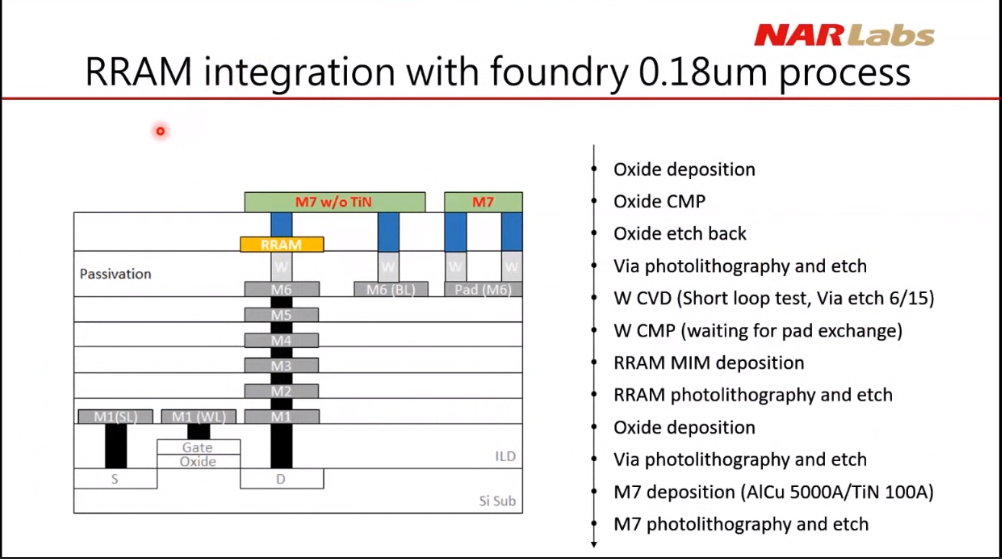 NARLabs
RRAM integration with foundry 0.18um process
M7 w/o TiN
M7
RRAM
Passivation
W
W
W
W
M6
M6 (BL)
Pad (M6)
M5
M4
M3
M2
M1(SL)
M1 (WL)
M1
Gate
Oxide
ILD
S
D
Si Sub
Oxide deposition
Oxide CMP
Oxide etch back
Via photolithography and etch
W CVD (Short loop test, Via etch 6/15)
W CMP (waiting for pad exchange)
RRAM MIM deposition
RRAM photolithography and etch
Oxide deposition
Via photolithography and etch
M7 deposition (AlCu 5000A/TiN 100A)
M7 photolithography and etch